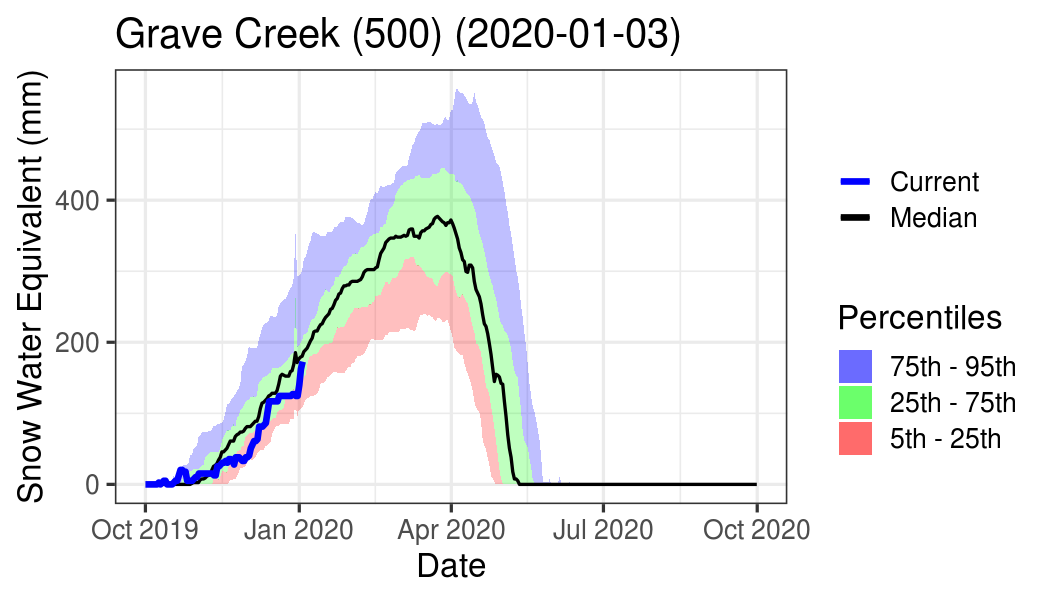 Grave Creek (500) (2020-01-03)
Snow Water Equivalent (mm)
400
200
0
Oct 2019
Jan 2020
Apr 2020
Jul 2020
Oct 2020
Date
Current
Median
Percentiles
75th - 95th
25th - 75th
5th - 25th